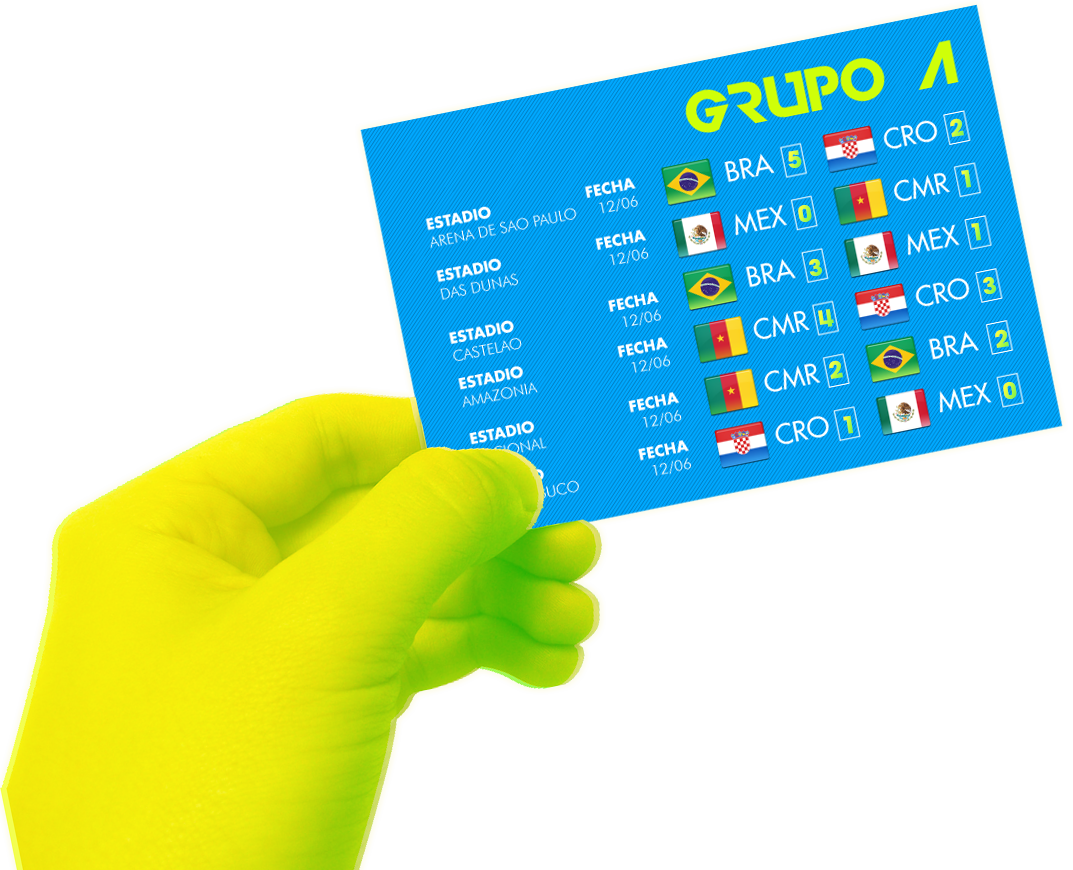 GRUPO A
ESTADIO FECHA BRA 5 CRO 2
ARENA DE SAO PAULO 12/06
ESTADIO FECHA MEX 0 CMR 1
DAS DUNAS 12/06
ESTADIO FECHA BRA 3 MEX 1
CASTELAO 12/06
ESTADIO FECHA CMR 4 CRO 3
AMAZONIA 12/06
ESTADIO FECHA CMR 2 BRA 2
12/06
FECHA CRO 1 MEX 0
12/06